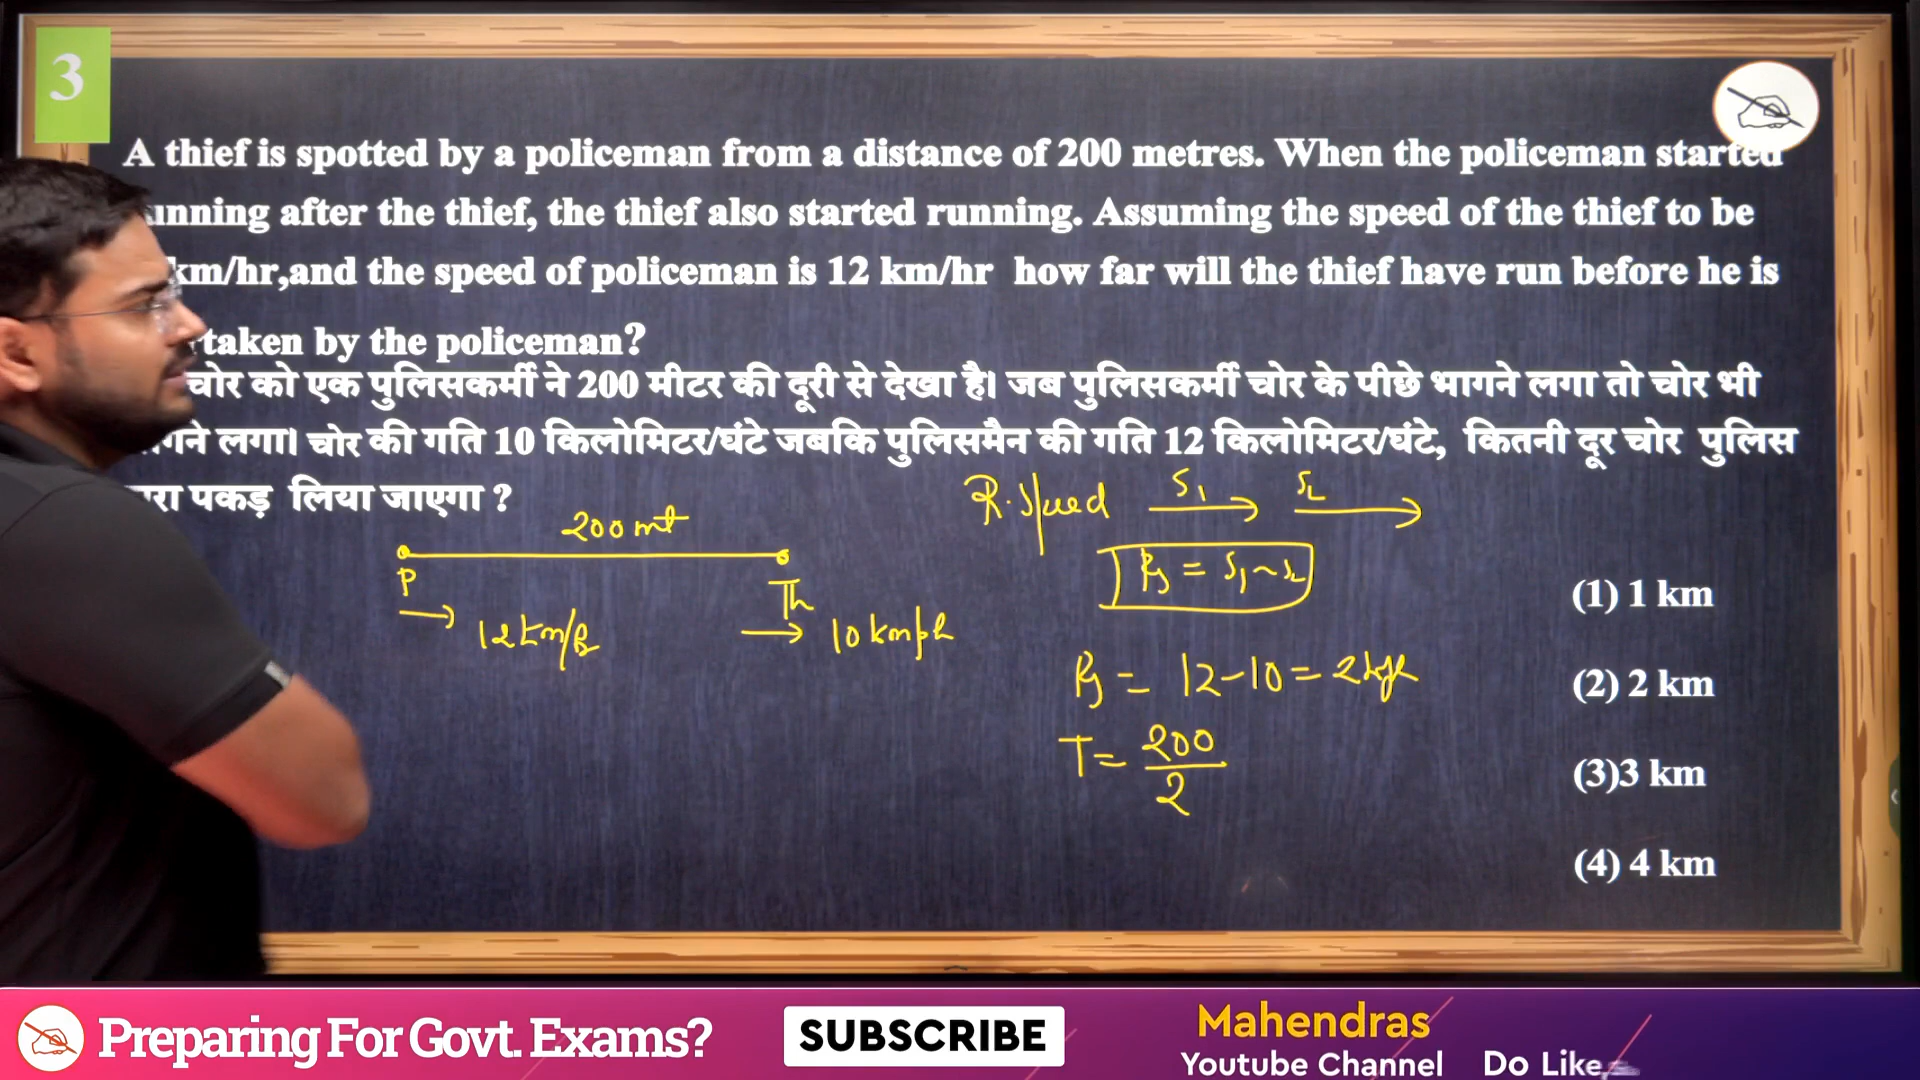 3
A thief is spotted by a policeman from a distance of 200 metres. When the policeman started
unning after the thief, the thief also started running. Assuming the speed of the thief to be
km/hr,and the speed of policeman is 12 km/hr how far will the thief have run before he is
taken by the policeman?
चोर को एक पुलिसकर्मी ने 200 मीटर की दूरी से देखा है। जब पुलिसकर्मी चोर के पीछे भागने लगा तो चोर भी
गने लगा। चोर की गति 10 किलोमिटर/घंटे जबकि पुलिसमैन की गति 12 किलोमिटर/घंटे, कितनी दूर चोर पुलिस
रा पकड़ लिया जाएगा ?
200 mt
P
Th
12 km/h
10 kmph
R. Speed S1 S2
Rs = S1 ~ S2
Rs = 12-10 = 2 kph
T = 200
2
(1) 1 km
(2) 2 km
(3)3 km
(4) 4 km
Preparing For Govt. Exams?
SUBSCRIBE
Mahendras
Youtube Channel Do Like,